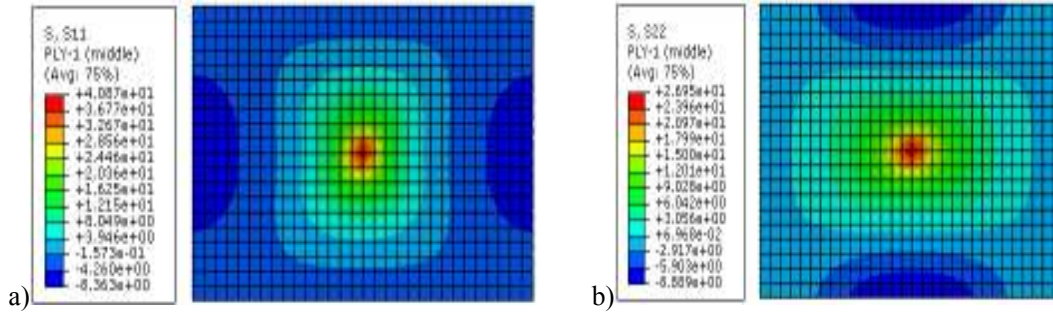 S, S11
PLY-1 (middle)
(Avg: 75%)
+4.087e+01
+3.677e+01
+3.267e+01
+2.856e+01
+2.446e+01
+2.036e+01
+1.625e+01
+1.215e+01
+8.049e+00
+3.946e+00
-1.573e-01
-4.260e+00
-8.363e+00
a)
S, S22
PLY-1 (middle)
(Avg: 75%)
+2.695e+01
+2.396e+01
+2.097e+01
+1.799e+01
+1.500e+01
+1.201e+01
+9.028e+00
+6.042e+00
+3.056e+00
+6.968e-02
-2.917e+00
-5.903e+00
-8.889e+00
b)